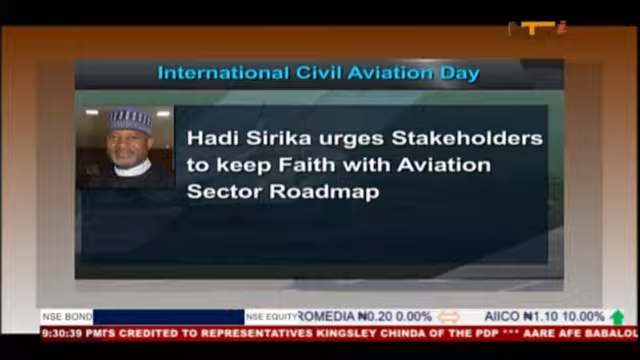 International Civil Aviation Day
Hadi Sirika urges Stakeholders
to keep Faith with Aviation
Sector Roadmap
NSE BOND
NSE EQUITY
ROMEDIA ₦0.20 0.00%
AIICO ₦1.10 10.00%
9:30:39 PM
TS CREDITED TO REPRESENTATIVES KINGSLEY CHINDA OF THE PDP *** AARE AFE BABALOL